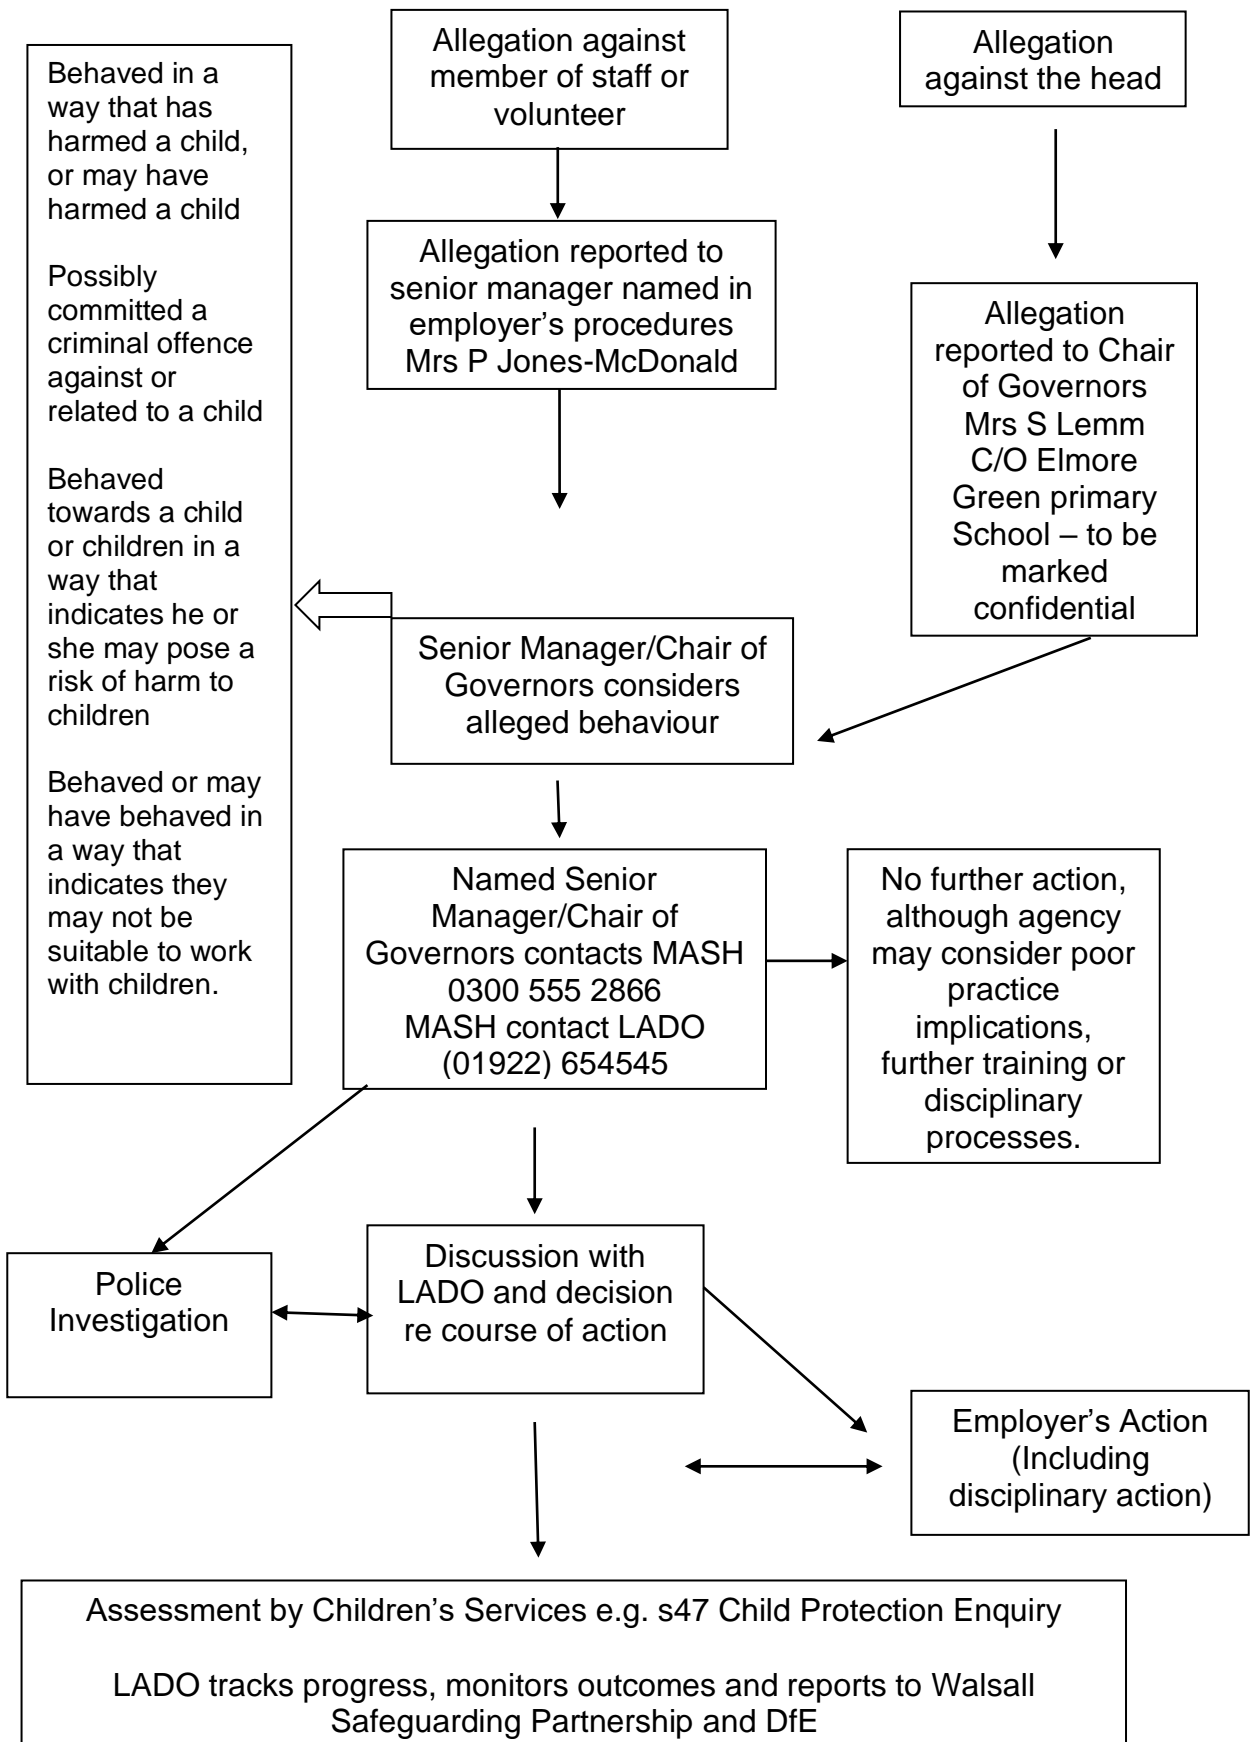 Behaved in a
way that has
harmed a child,
or may have
harmed a child
Possibly
committed a
criminal offence
against or
related to a child
Behaved
towards a child
or children in a
way that
indicates he or
she may pose a
risk of harm to
children
Behaved or may
have behaved in
a way that
indicates they
may not be
suitable to work
with children.
Allegation against
member of staff or
volunteer
Allegation
against the head
Allegation reported to
senior manager named in
employer’s procedures
Mrs P Jones-McDonald
Allegation
reported to Chair
of Governors
Mrs S Lemm
C/O Elmore
Green primary
School – to be
marked
confidential
Senior Manager/Chair of
Governors considers
alleged behaviour
Named Senior
Manager/Chair of
Governors contacts MASH
0300 555 2866
MASH contact LADO
(01922) 654545
No further action,
although agency
may consider poor
practice
implications,
further training or
disciplinary
processes.
Police
Investigation
Discussion with
LADO and decision
re course of action
Employer’s Action
(Including
disciplinary action)
Assessment by Children’s Services e.g. s47 Child Protection Enquiry
LADO tracks progress, monitors outcomes and reports to Walsall
Safeguarding Partnership and DfE